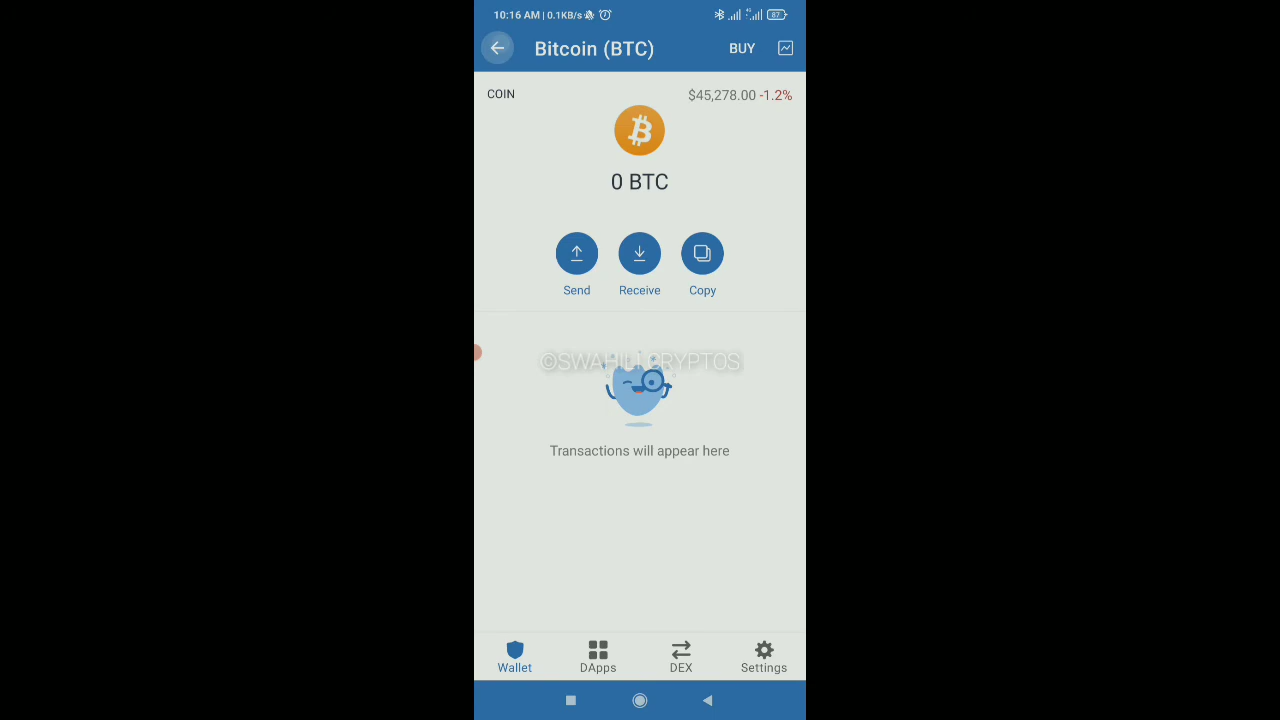 10:16 AM | 0.1KB/s
87
Bitcoin (BTC)
BUY
COIN
$45,278.00 -1.2%
0 BTC
Send
Receive
Copy
©SWAHILI CRYPTOS
Transactions will appear here
Wallet
DApps
DEX
Settings